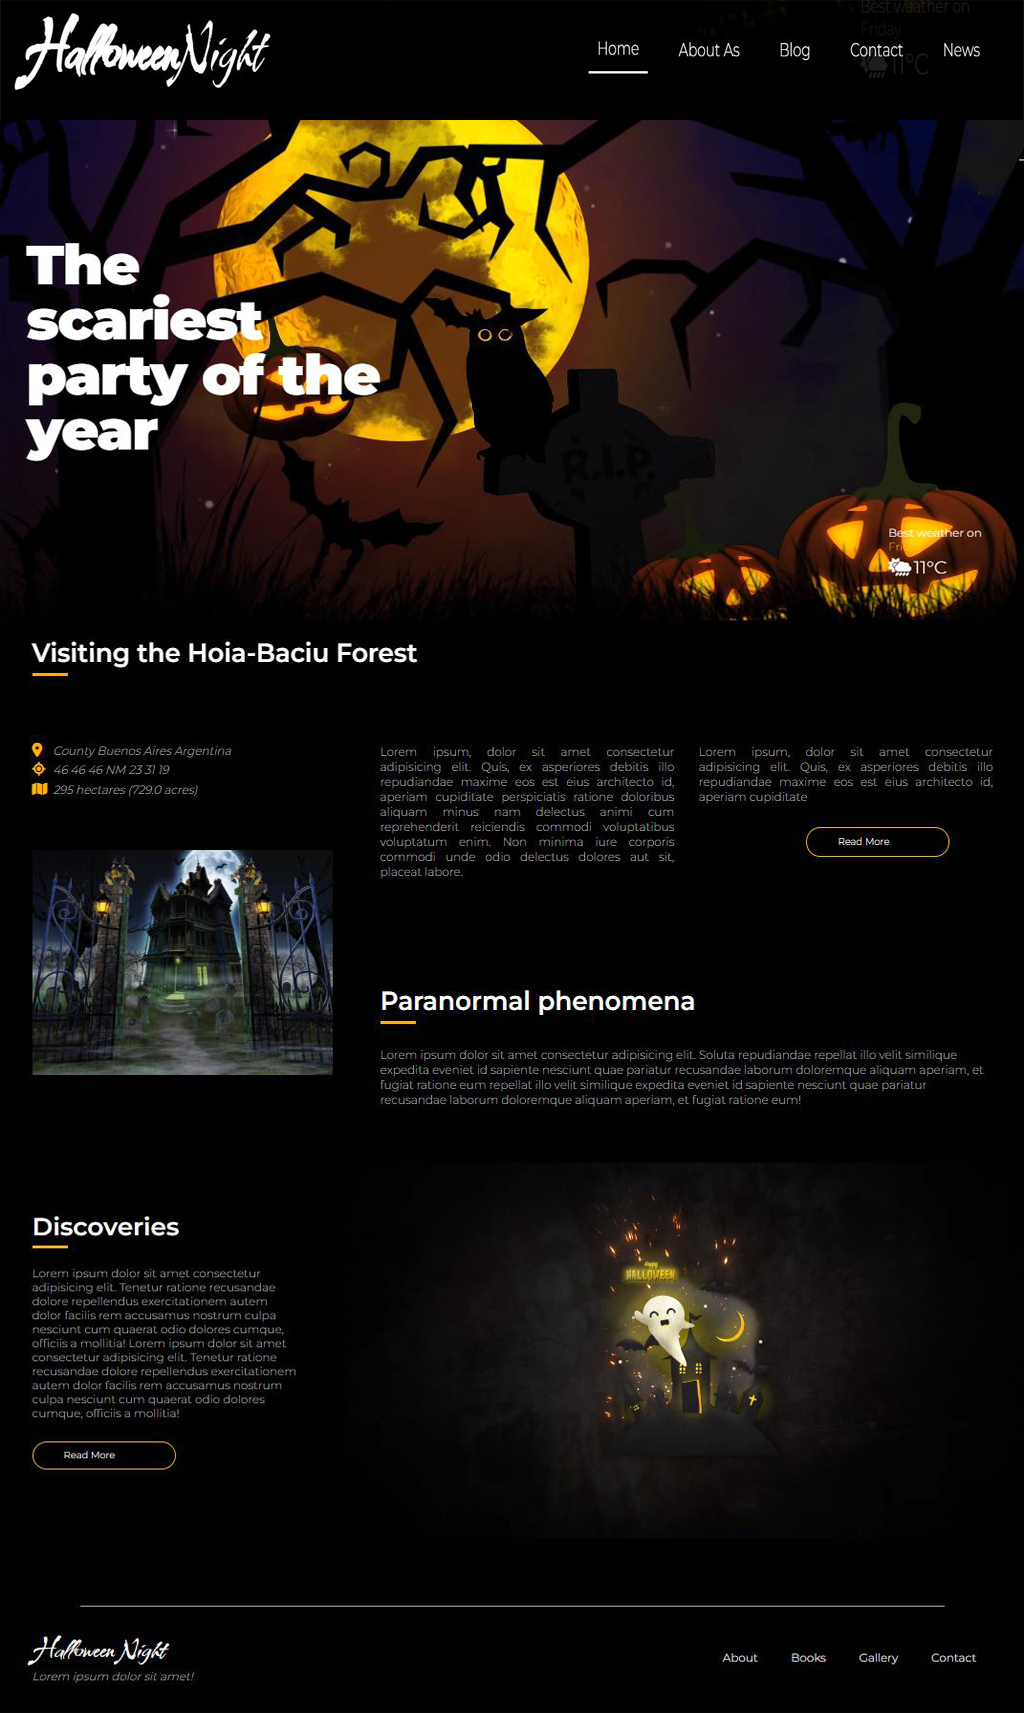 Halloween Night
Best weather on
Friday
11°C
Home
About As
Blog
Contact
News
The
scariest
party of the
year
R.I.P.
Best weather on
Fri
11°C
Visiting the Hoia-Baciu Forest
County Buenos Aires Argentina
46 46 46 NM 23 31 19
295 hectares (729.0 acres)
Lorem ipsum, dolor sit amet consectetur
adipisicing elit. Quis, ex asperiores debitis illo
repudiandae maxime eos est eius architecto id,
aperiam cupiditate perspiciatis ratione doloribus
aliquam minus nam delectus animi cum
reprehenderit reiciendis commodi voluptatibus
voluptatum enim. Non minima iure corporis
commodi unde odio delectus dolores aut sit,
placeat labore.
Lorem ipsum, dolor sit amet consectetur
adipisicing elit. Quis, ex asperiores debitis illo
repudiandae maxime eos est eius architecto id,
aperiam cupiditate
Read More
Paranormal phenomena
Lorem ipsum dolor sit amet consectetur adipisicing elit. Soluta repudiandae repellat illo velit similique
expedita eveniet id sapiente nesciunt quae pariatur recusandae laborum doloremque aliquam aperiam, et
fugiat ratione eum repellat illo velit similique expedita eveniet id sapiente nesciunt quae pariatur
recusandae laborum doloremque aliquam aperiam, et fugiat ratione eum!
Discoveries
Lorem ipsum dolor sit amet consectetur
adipisicing elit. Tenetur ratione recusandae
dolore repellendus exercitationem autem
dolor facilis rem accusamus nostrum culpa
nesciunt cum quaerat odio dolores cumque,
officiis a mollitia! Lorem ipsum dolor sit amet
consectetur adipisicing elit. Tenetur ratione
recusandae dolore repellendus exercitationem
autem dolor facilis rem accusamus nostrum
culpa nesciunt cum quaerat odio dolores
cumque, officiis a mollitia!
Read More
Happy
HALLOWEEN
Halloween Night
Lorem ipsum dolor sit amet!
About
Books
Gallery
Contact